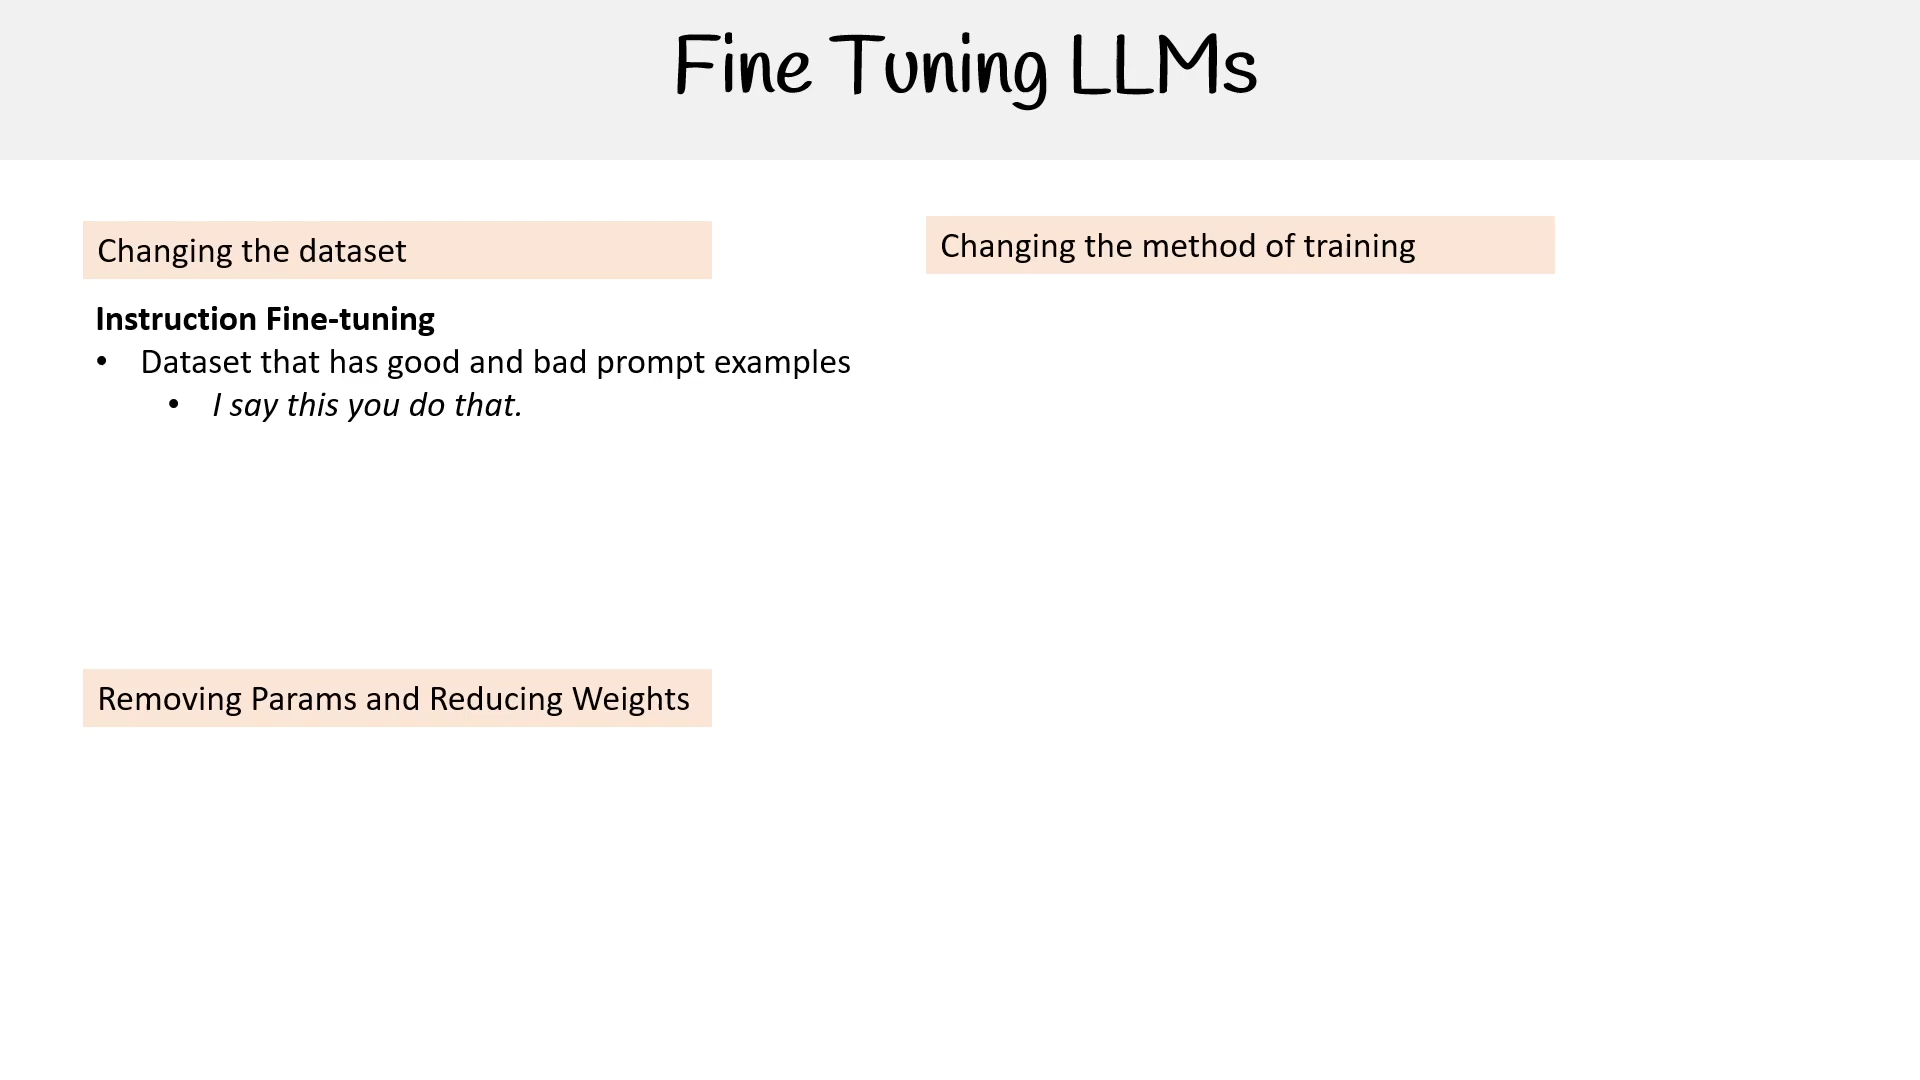 Fine Tuning LLMs
Changing the dataset
Instruction Fine-tuning
• Dataset that has good and bad prompt examples
• I say this you do that.
Changing the method of training
Removing Params and Reducing Weights